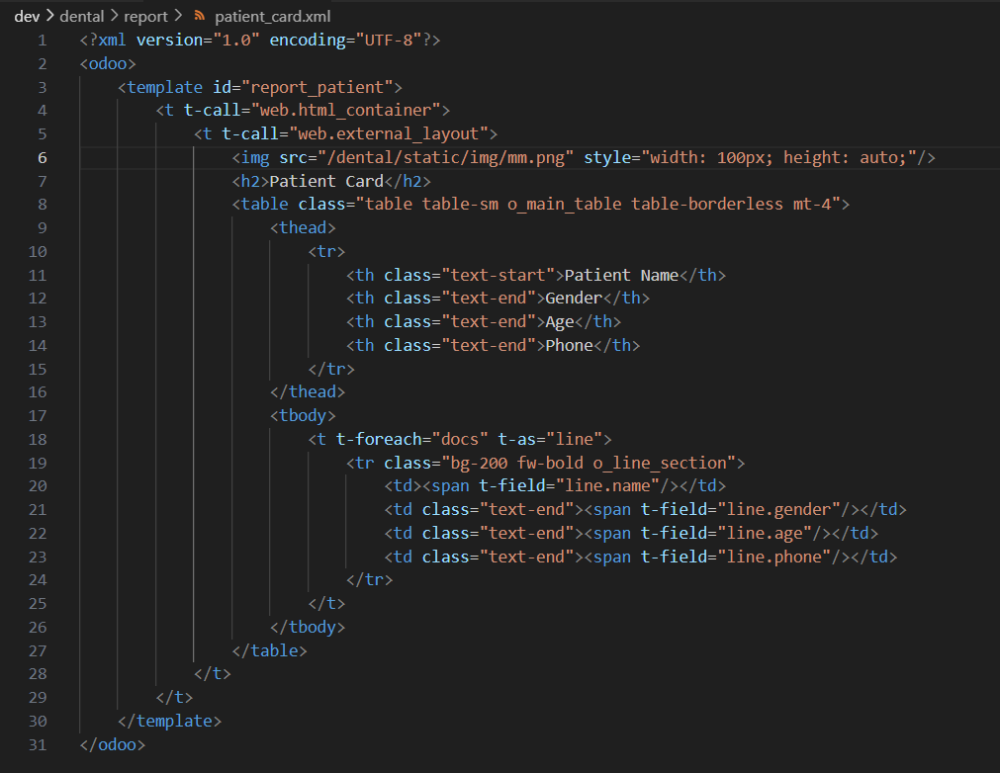 dev > dental > report > patient_card.xml
1 <?xml version="1.0" encoding="UTF-8"?>
2 <odoo>
3     <template id="report_patient">
4         <t t-call="web.html_container">
5             <t t-call="web.external_layout">
6                 <img src="/dental/static/img/mm.png" style="width: 100px; height: auto;"/>
7                 <h2>Patient Card</h2>
8                 <table class="table table-sm o_main_table table-borderless mt-4">
9                     <thead>
10                         <tr>
11                             <th class="text-start">Patient Name</th>
12                             <th class="text-end">Gender</th>
13                             <th class="text-end">Age</th>
14                             <th class="text-end">Phone</th>
15                         </tr>
16                     </thead>
17                     <tbody>
18                         <t t-foreach="docs" t-as="line">
19                             <tr class="bg-200 fw-bold o_line_section">
20                                 <td><span t-field="line.name"/></td>
21                                 <td class="text-end"><span t-field="line.gender"/></td>
22                                 <td class="text-end"><span t-field="line.age"/></td>
23                                 <td class="text-end"><span t-field="line.phone"/></td>
24                             </tr>
25                         </t>
26                     </tbody>
27                 </table>
28             </t>
29         </t>
30     </template>
31 </odoo>